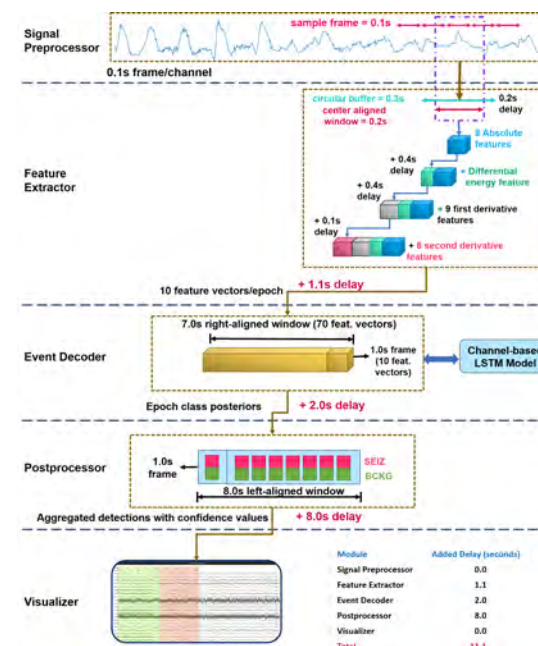 Signal
Preprocessor
sample frame = 0.1s
0.1s frame/channel
Feature
Extractor
circular buffer = 0.3s
center aligned
window = 0.2s
0.2s
delay
8 Absolute
features
+ 0.4s
delay
+ Differential
energy feature
+ 0.4s
delay
+ 9 first derivative
features
+ 0.1s
delay
+ 8 second derivative
features
10 feature vectors/epoch
+ 1.1s delay
Event Decoder
7.0s right-aligned window (70 feat. vectors)
1.0s frame
(10 feat.
vectors)
Channel-based
LSTM Model
Epoch class posteriors
+ 2.0s delay
Postprocessor
1.0s
frame
SEIZ
BCKG
8.0s left-aligned window
Aggregated detections with confidence values
+ 8.0s delay
Visualizer
Module Added Delay (seconds)
Signal Preprocessor 0.0
Feature Extractor 1.1
Event Decoder 2.0
Postprocessor 8.0
Visualizer 0.0
Total 11.1